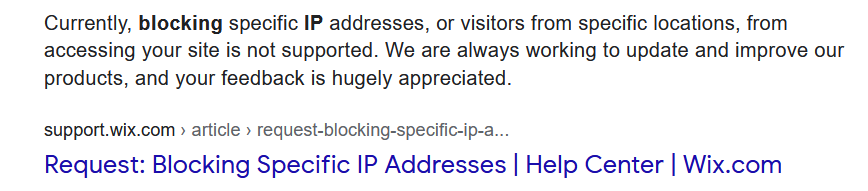 Currently, blocking specific IP addresses, or visitors from specific locations, from
accessing your site is not supported. We are always working to update and improve our
products, and your feedback is hugely appreciated.
support.wix.com › article › request-blocking-specific-ip-a...
Request: Blocking Specific IP Addresses | Help Center | Wix.com